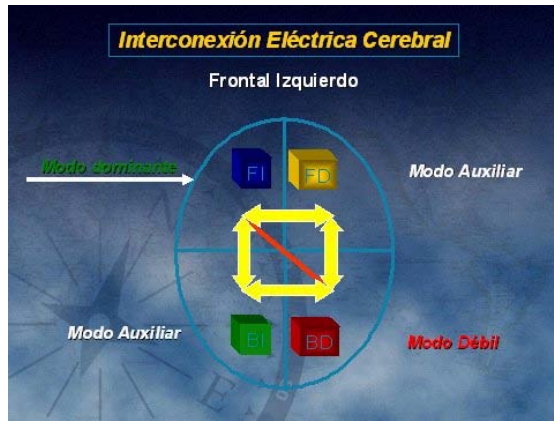 Interconexión Eléctrica Cerebral
Frontal Izquierdo
FI
FD
Modo dominante
Modo Auxiliar
Modo Auxiliar
BI
BD
Modo Débil
E